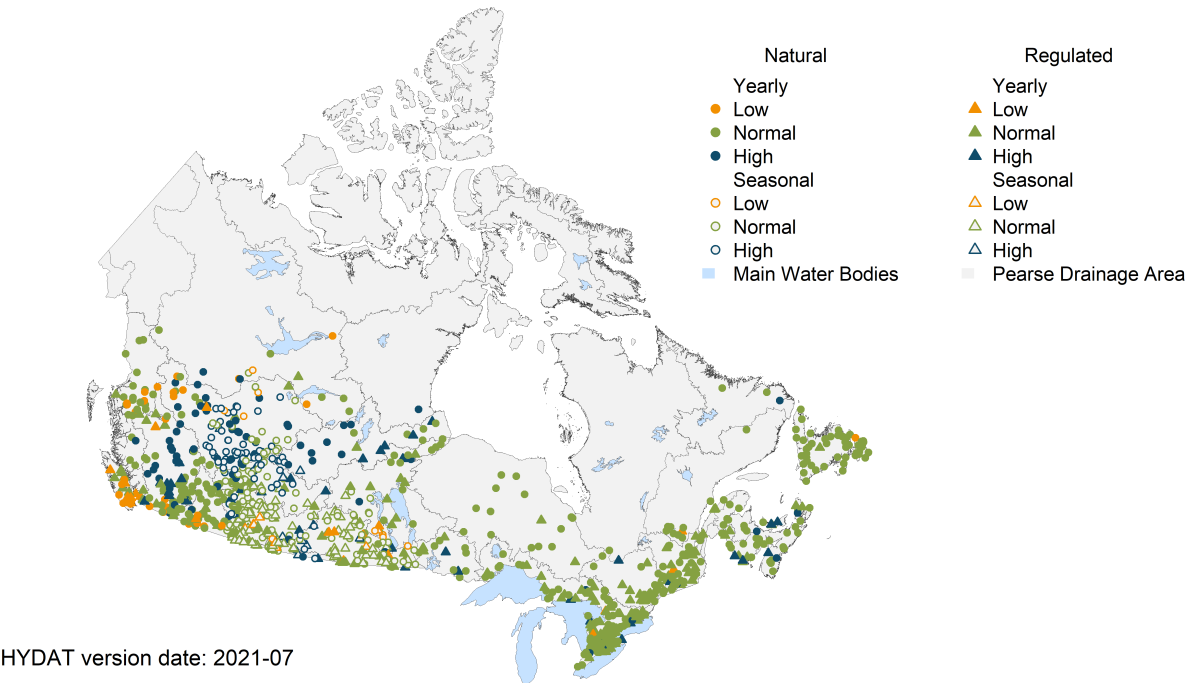 Natural
Yearly
Low
Normal
High
Seasonal
Low
Normal
High
Main Water Bodies
Regulated
Yearly
Low
Normal
High
Seasonal
Low
Normal
High
Pearse Drainage Area
HYDAT version date: 2021-07